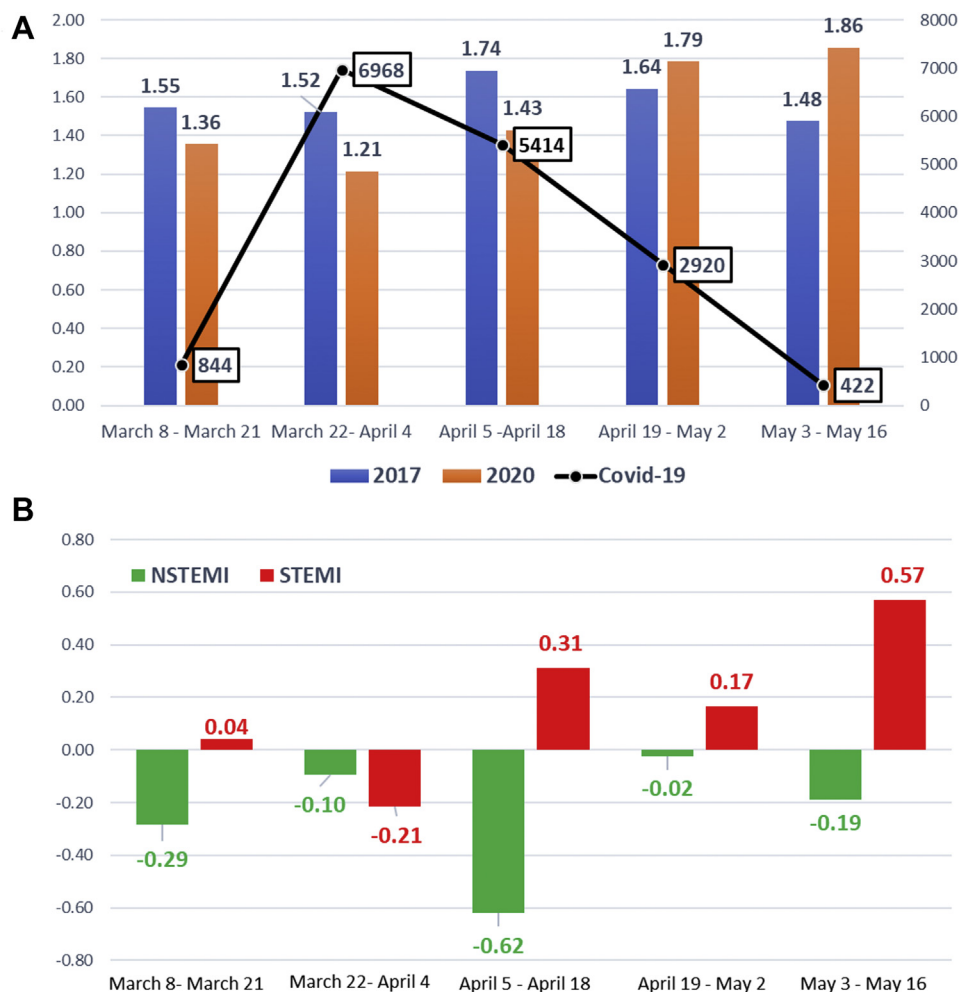 A
2.00 8000
1.80 7000
1.60 6000
1.40 5000
1.20
1.00 4000
0.80 3000
0.60
0.40 2000
0.20 1000
0.00 0
1.55 1.52 1.74 1.64 1.48
1.36 1.21 1.43 1.79 1.86
844 6968 5414 2920 422
March 8 - March 21 March 22- April 4 April 5 -April 18 April 19 - May 2 May 3 - May 16
2017 2020 Covid-19
B
0.80
0.60
0.40
0.20
0.00
-0.20
-0.40
-0.60
-0.80
NSTEMI STEMI
0.04 -0.21 0.31 0.17 0.57
-0.29 -0.10 -0.62 -0.02 -0.19
March 8- March 21 March 22- April 4 April 5 - April 18 April 19 - May 2 May 3 - May 16